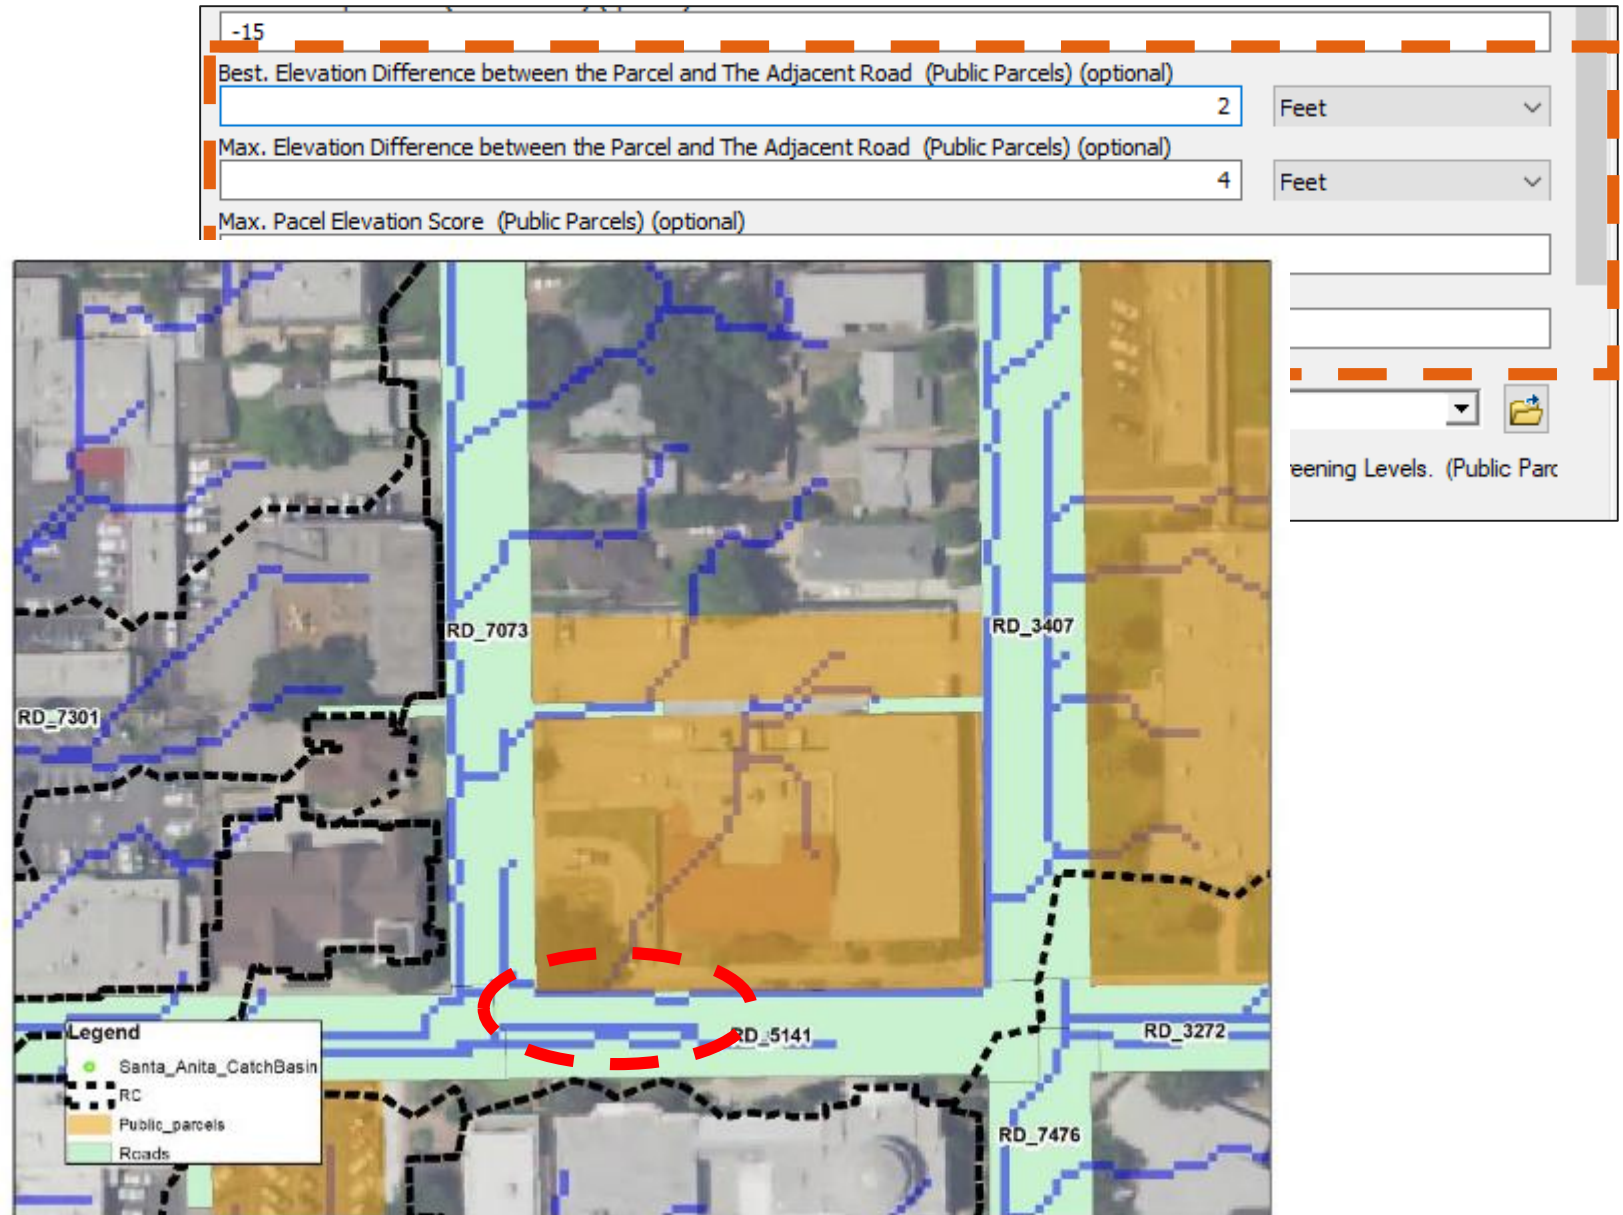 -15
Best. Elevation Difference between the Parcel and The Adjacent Road (Public Parcels) (optional)
2 Feet
Max. Elevation Difference between the Parcel and The Adjacent Road (Public Parcels) (optional)
4 Feet
Max. Pacel Elevation Score (Public Parcels) (optional)
reening Levels. (Public Parc
RD_7073
RD_3407
RD_7301
RD_5141
RD_3272
Legend
Santa_Anita_CatchBasin
RC
Public_parcels
Roads
RD_7476